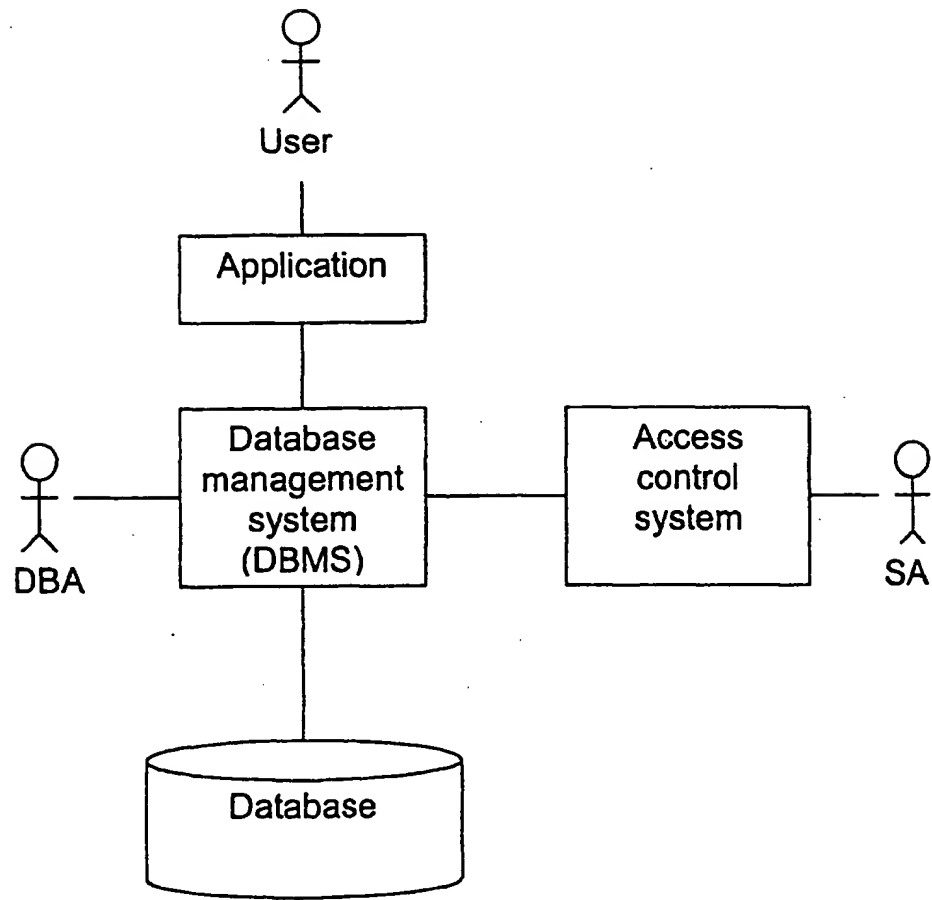 User
Application
Database
management
system
(DBMS)
Access
control
system
DBA
SA
Database